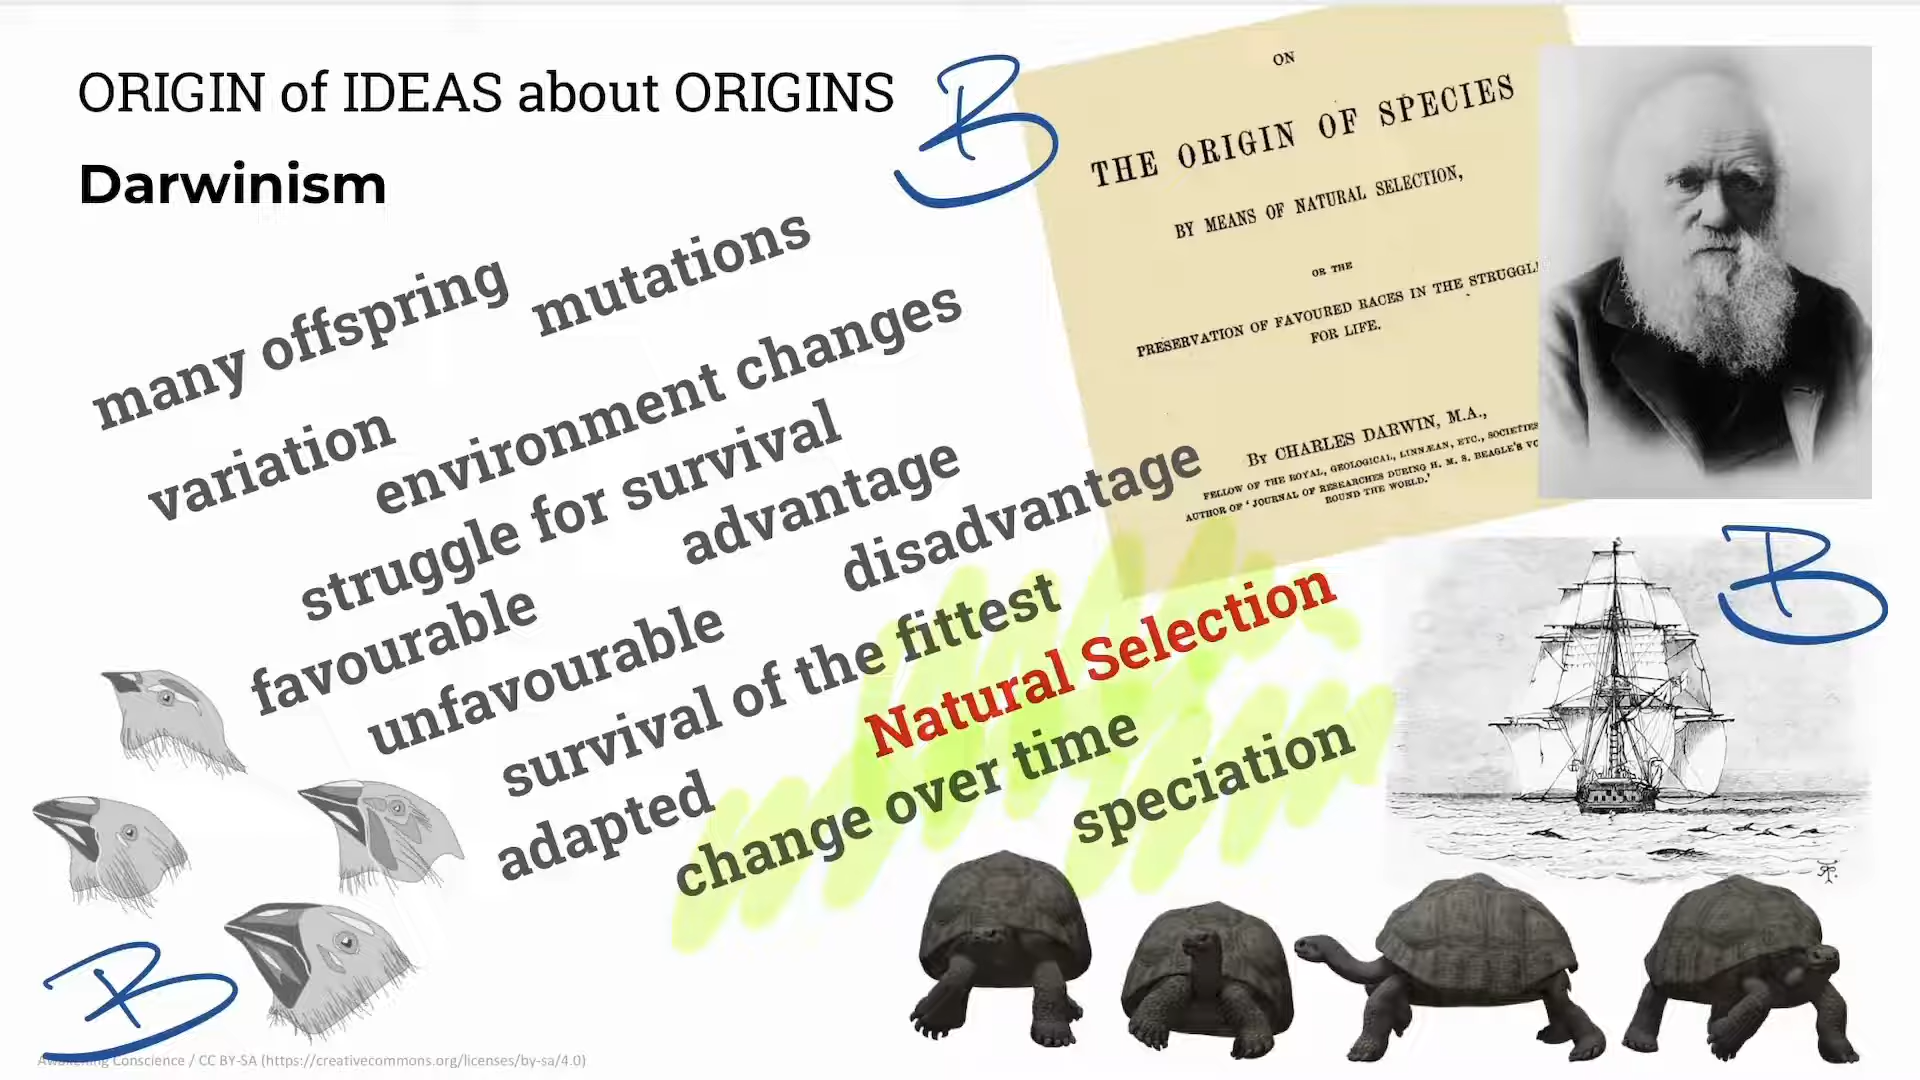 ORIGIN of IDEAS about ORIGINS
Darwinism
many offspring
mutations
variation
environment changes
struggle for survival
advantage
disadvantage
favourable
unfavourable
survival of the fittest
Natural Selection
adapted
change over time
speciation
B
ON
THE ORIGIN OF SPECIES
BY MEANS OF NATURAL SELECTION,
OR THE
PRESERVATION OF FAVOURED RACES IN THE STRUGGL
FOR LIFE.
BY CHARLES DARWIN, M.A.,
FELLOW OF THE ROYAL, GEOLOGICAL, LINNÆAN, ETC., SOCIETIES
AUTHOR OF 'JOURNAL OF RESEARCHES DURING H. M. S. BEAGLE'S VO
ROUND THE WORLD.'
B
B
Conscience / CC BY-SA (https://creativecommons.org/licenses/by-sa/4.0)